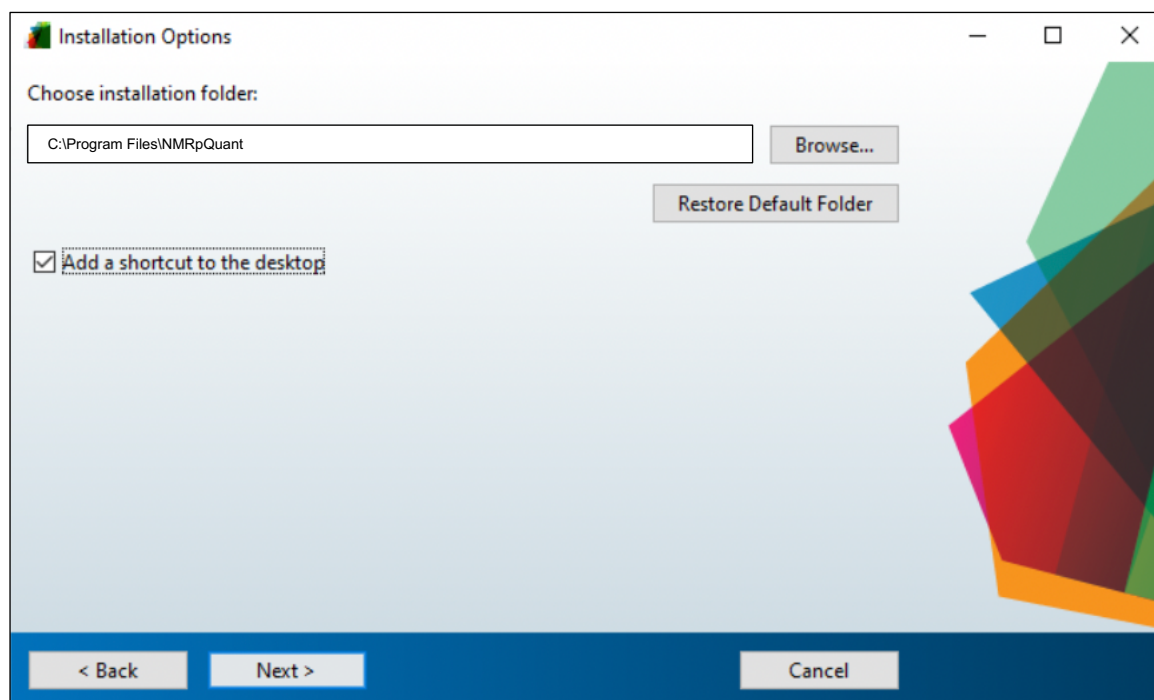 Installation Options
Choose installation folder:
C:\Program Files\NMRpQuant
Browse...
Restore Default Folder
Add a shortcut to the desktop
< Back
Next >
Cancel